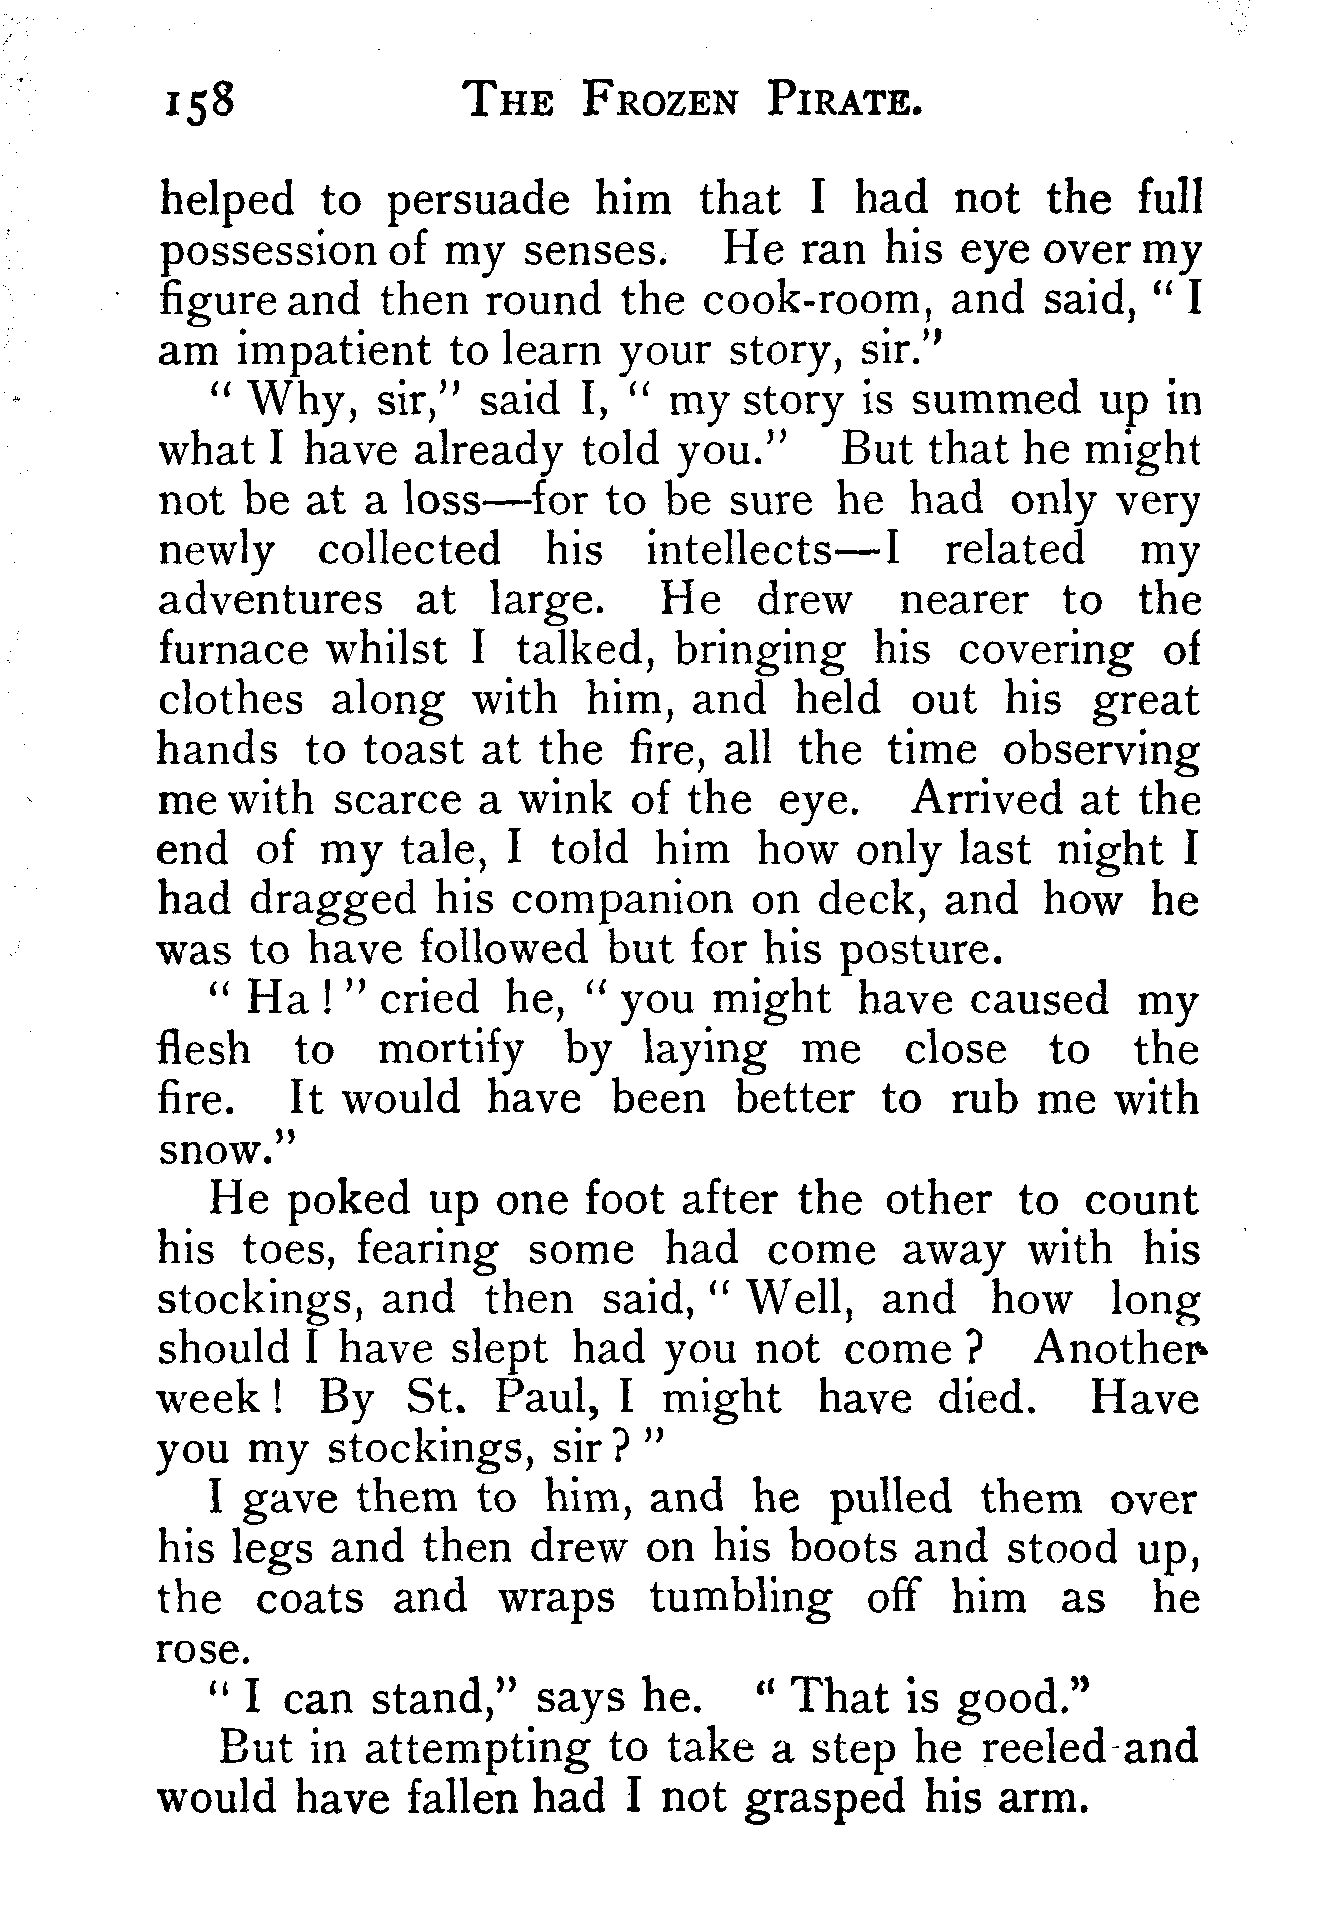 158 THE FROZEN PIRATE.
helped to persuade him that I had not the full
possession of my senses. He ran his eye over my
figure and then round the cook-room, and said, “ I
am impatient to learn your story, sir.”
“ Why, sir,” said I, “ my story is summed up in
what I have already told you.” But that he might
not be at a loss—for to be sure he had only very
newly collected his intellects—I related my
adventures at large. He drew nearer to the
furnace whilst I talked, bringing his covering of
clothes along with him, and held out his great
hands to toast at the fire, all the time observing
me with scarce a wink of the eye. Arrived at the
end of my tale, I told him how only last night I
had dragged his companion on deck, and how he
was to have followed but for his posture.
“ Ha ! ” cried he, “ you might have caused my
flesh to mortify by laying me close to the
fire. It would have been better to rub me with
snow.”
He poked up one foot after the other to count
his toes, fearing some had come away with his
stockings, and then said, “ Well, and how long
should I have slept had you not come ? Another
week ! By St. Paul, I might have died. Have
you my stockings, sir ? ”
I gave them to him, and he pulled them over
his legs and then drew on his boots and stood up,
the coats and wraps tumbling off him as he
rose.
“ I can stand,” says he. “ That is good.”
But in attempting to take a step he reeled and
would have fallen had I not grasped his arm.